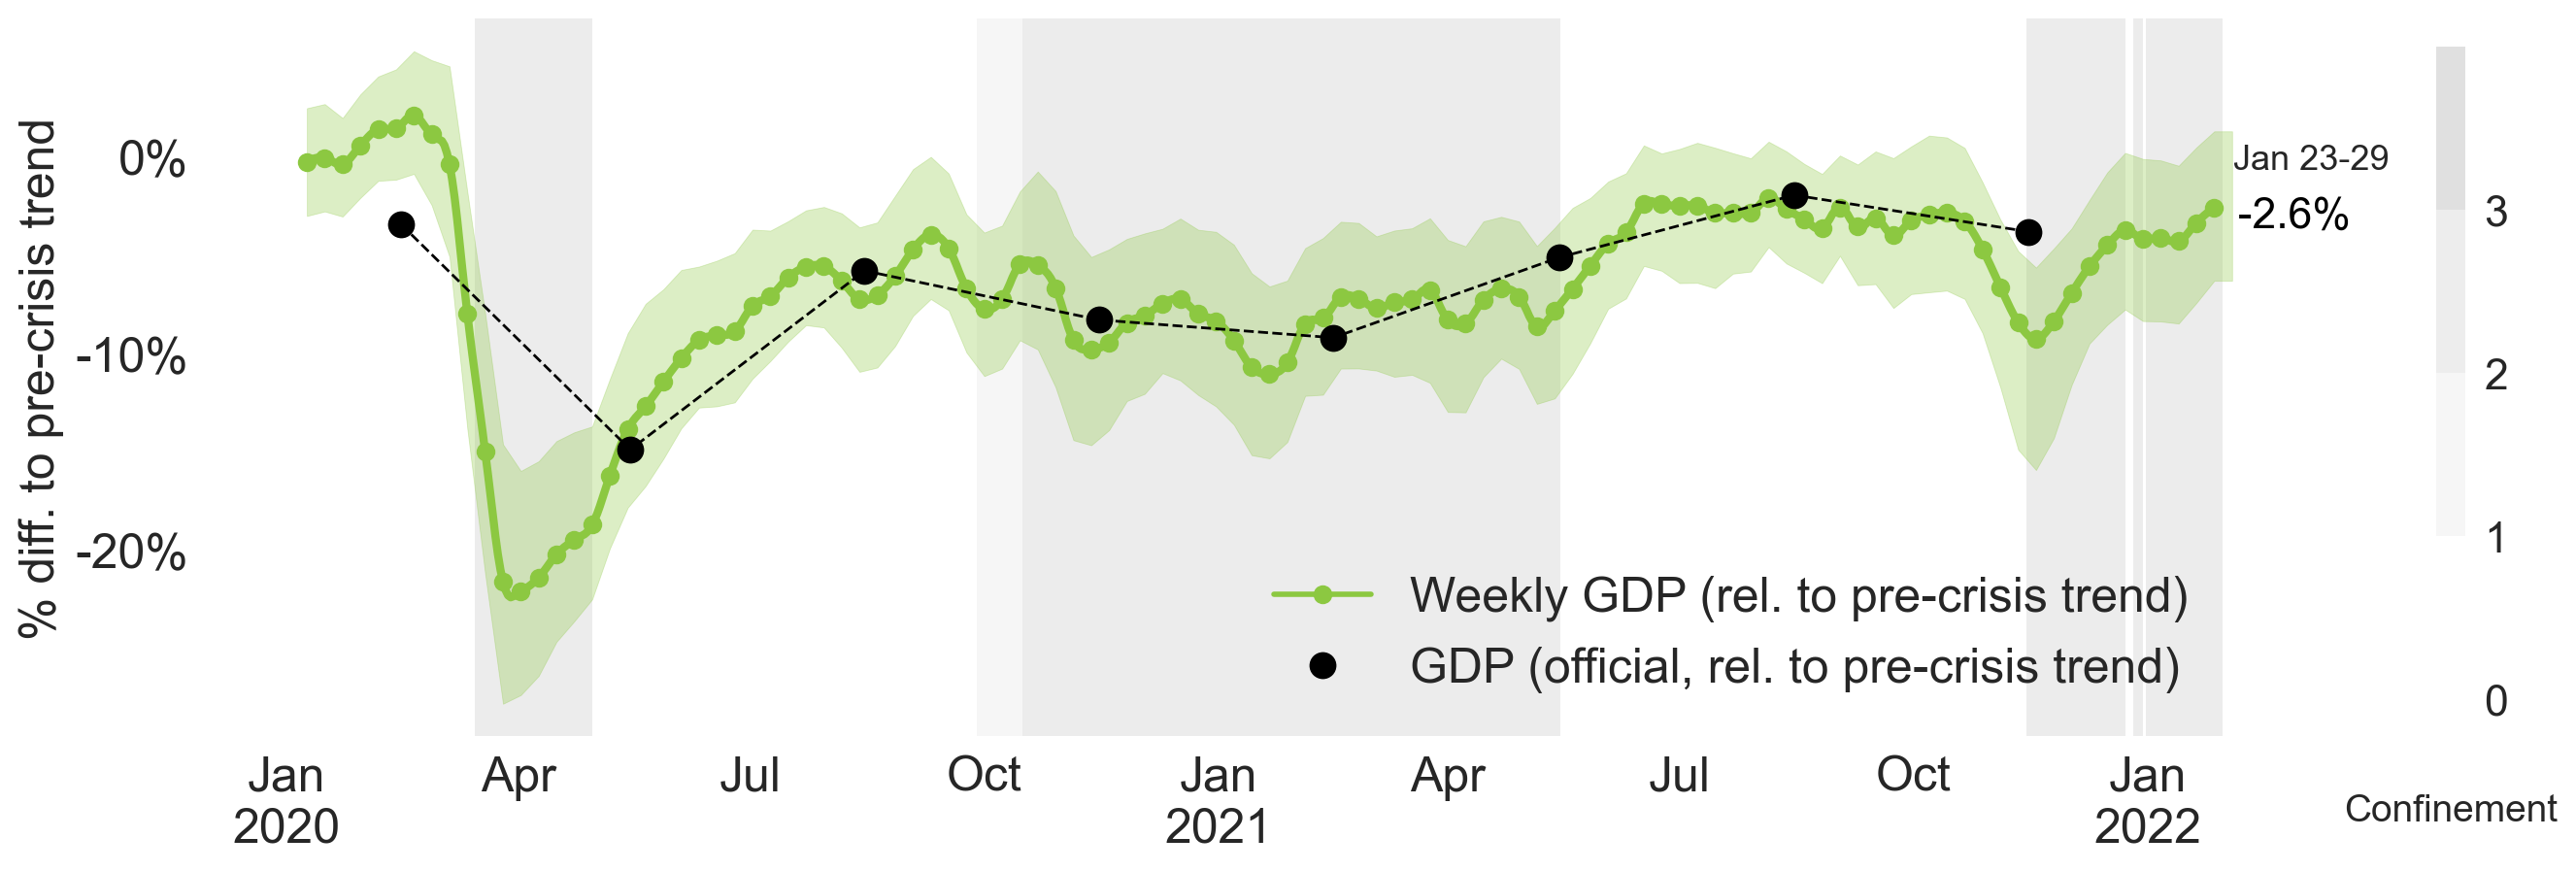 % diff. to pre-crisis trend
0%
-10%
-20%
Jan 23-29
-2.6%
3
2
1
0
Confinement
Weekly GDP (rel. to pre-crisis trend)
GDP (official, rel. to pre-crisis trend)
Jan Apr Jul Oct Jan Apr Jul Oct Jan
2020 2021 2022